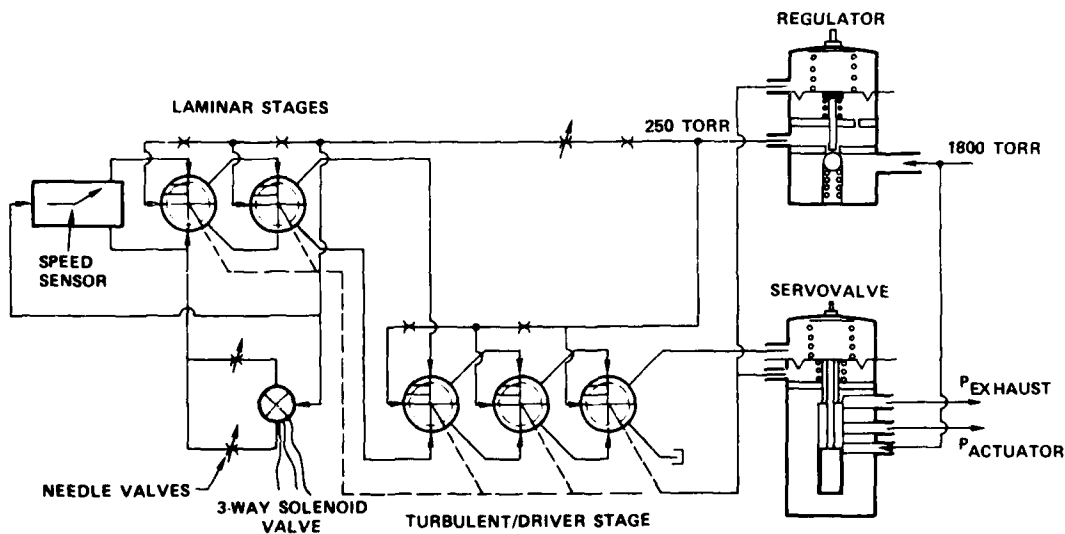 REGULATOR
LAMINAR STAGES
250 TORR
1800 TORR
SPEED
SENSOR
SERVOVALVE
P EXHAUST
P ACTUATOR
NEEDLE VALVES
3-WAY SOLENOID
VALVE
TURBULENT/DRIVER STAGE